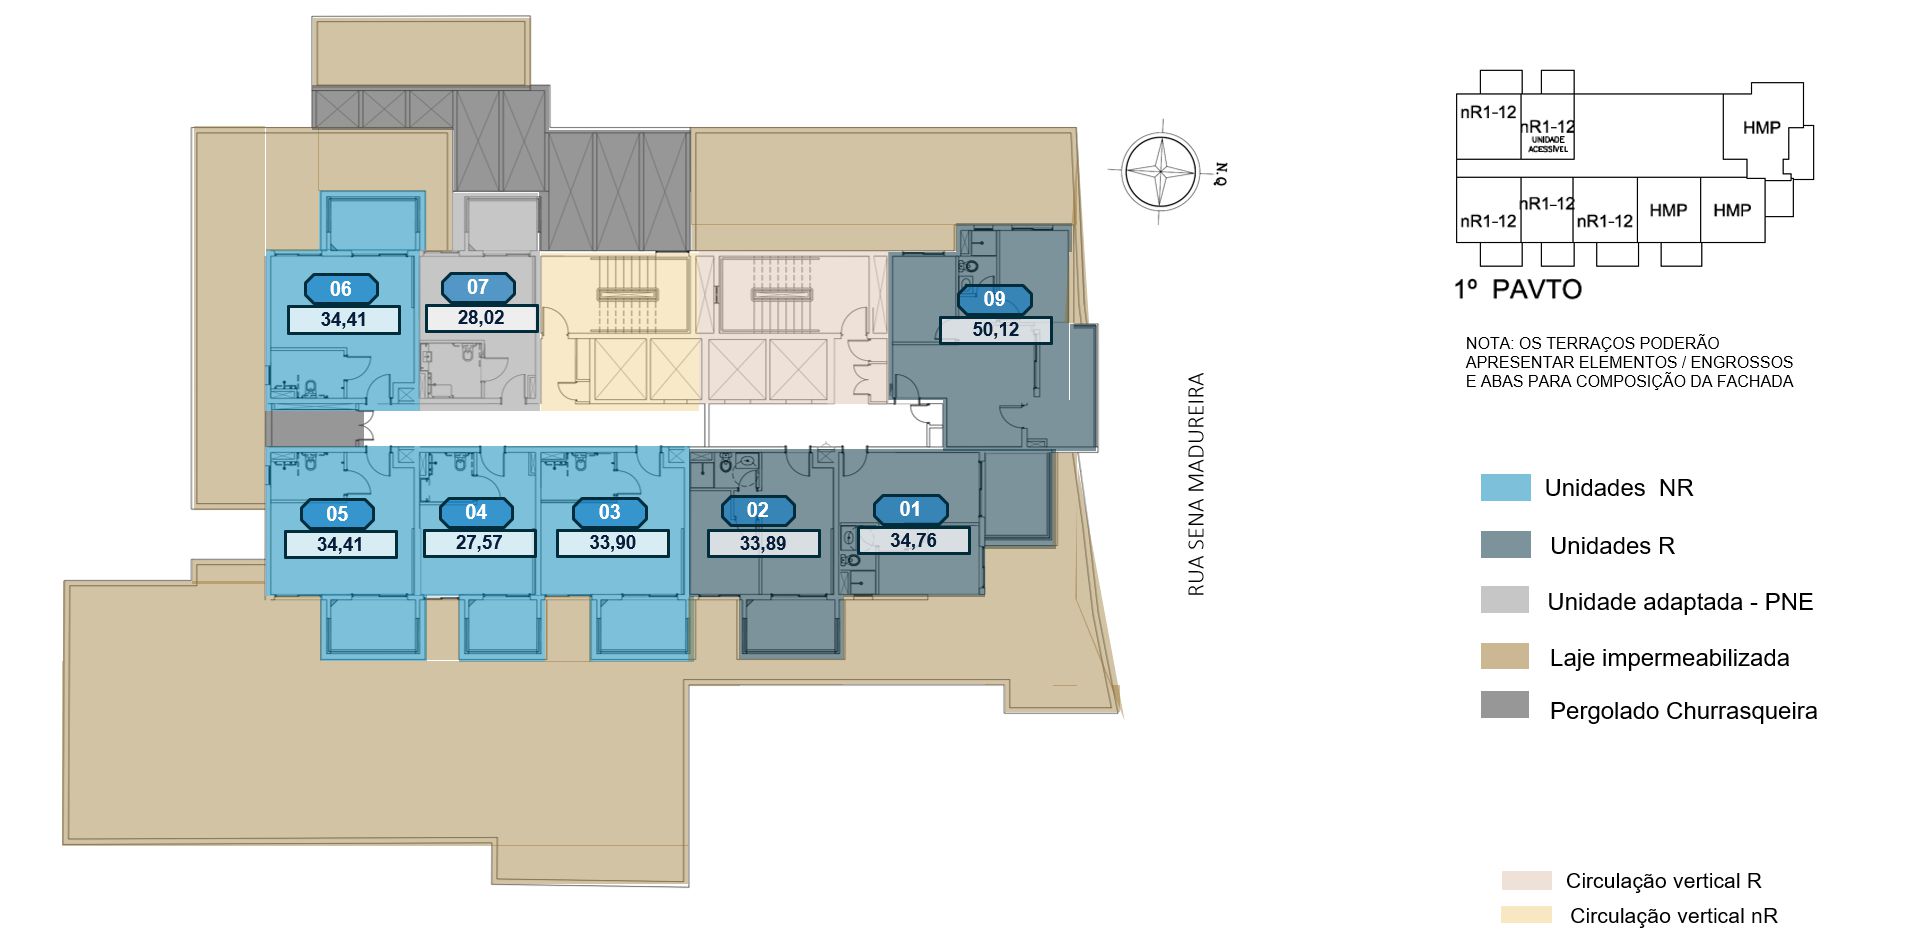 06
34,41
07
28,02
09
50,12
05
34,41
04
27,57
03
33,90
02
33,89
01
34,76
N.Q
RUA SENA MADUREIRA
nR1-12
nR1-12
UNIDADE
ACESSÍVEL
HMP
nR1-12
nR1-12
nR1-12
HMP
HMP
1º PAVTO
NOTA: OS TERRAÇOS PODERÃO
APRESENTAR ELEMENTOS / ENGROSSOS
E ABAS PARA COMPOSIÇÃO DA FACHADA
Unidades NR
Unidades R
Unidade adaptada - PNE
Laje impermeabilizada
Pergolado Churrasqueira
Circulação vertical R
Circulação vertical nR